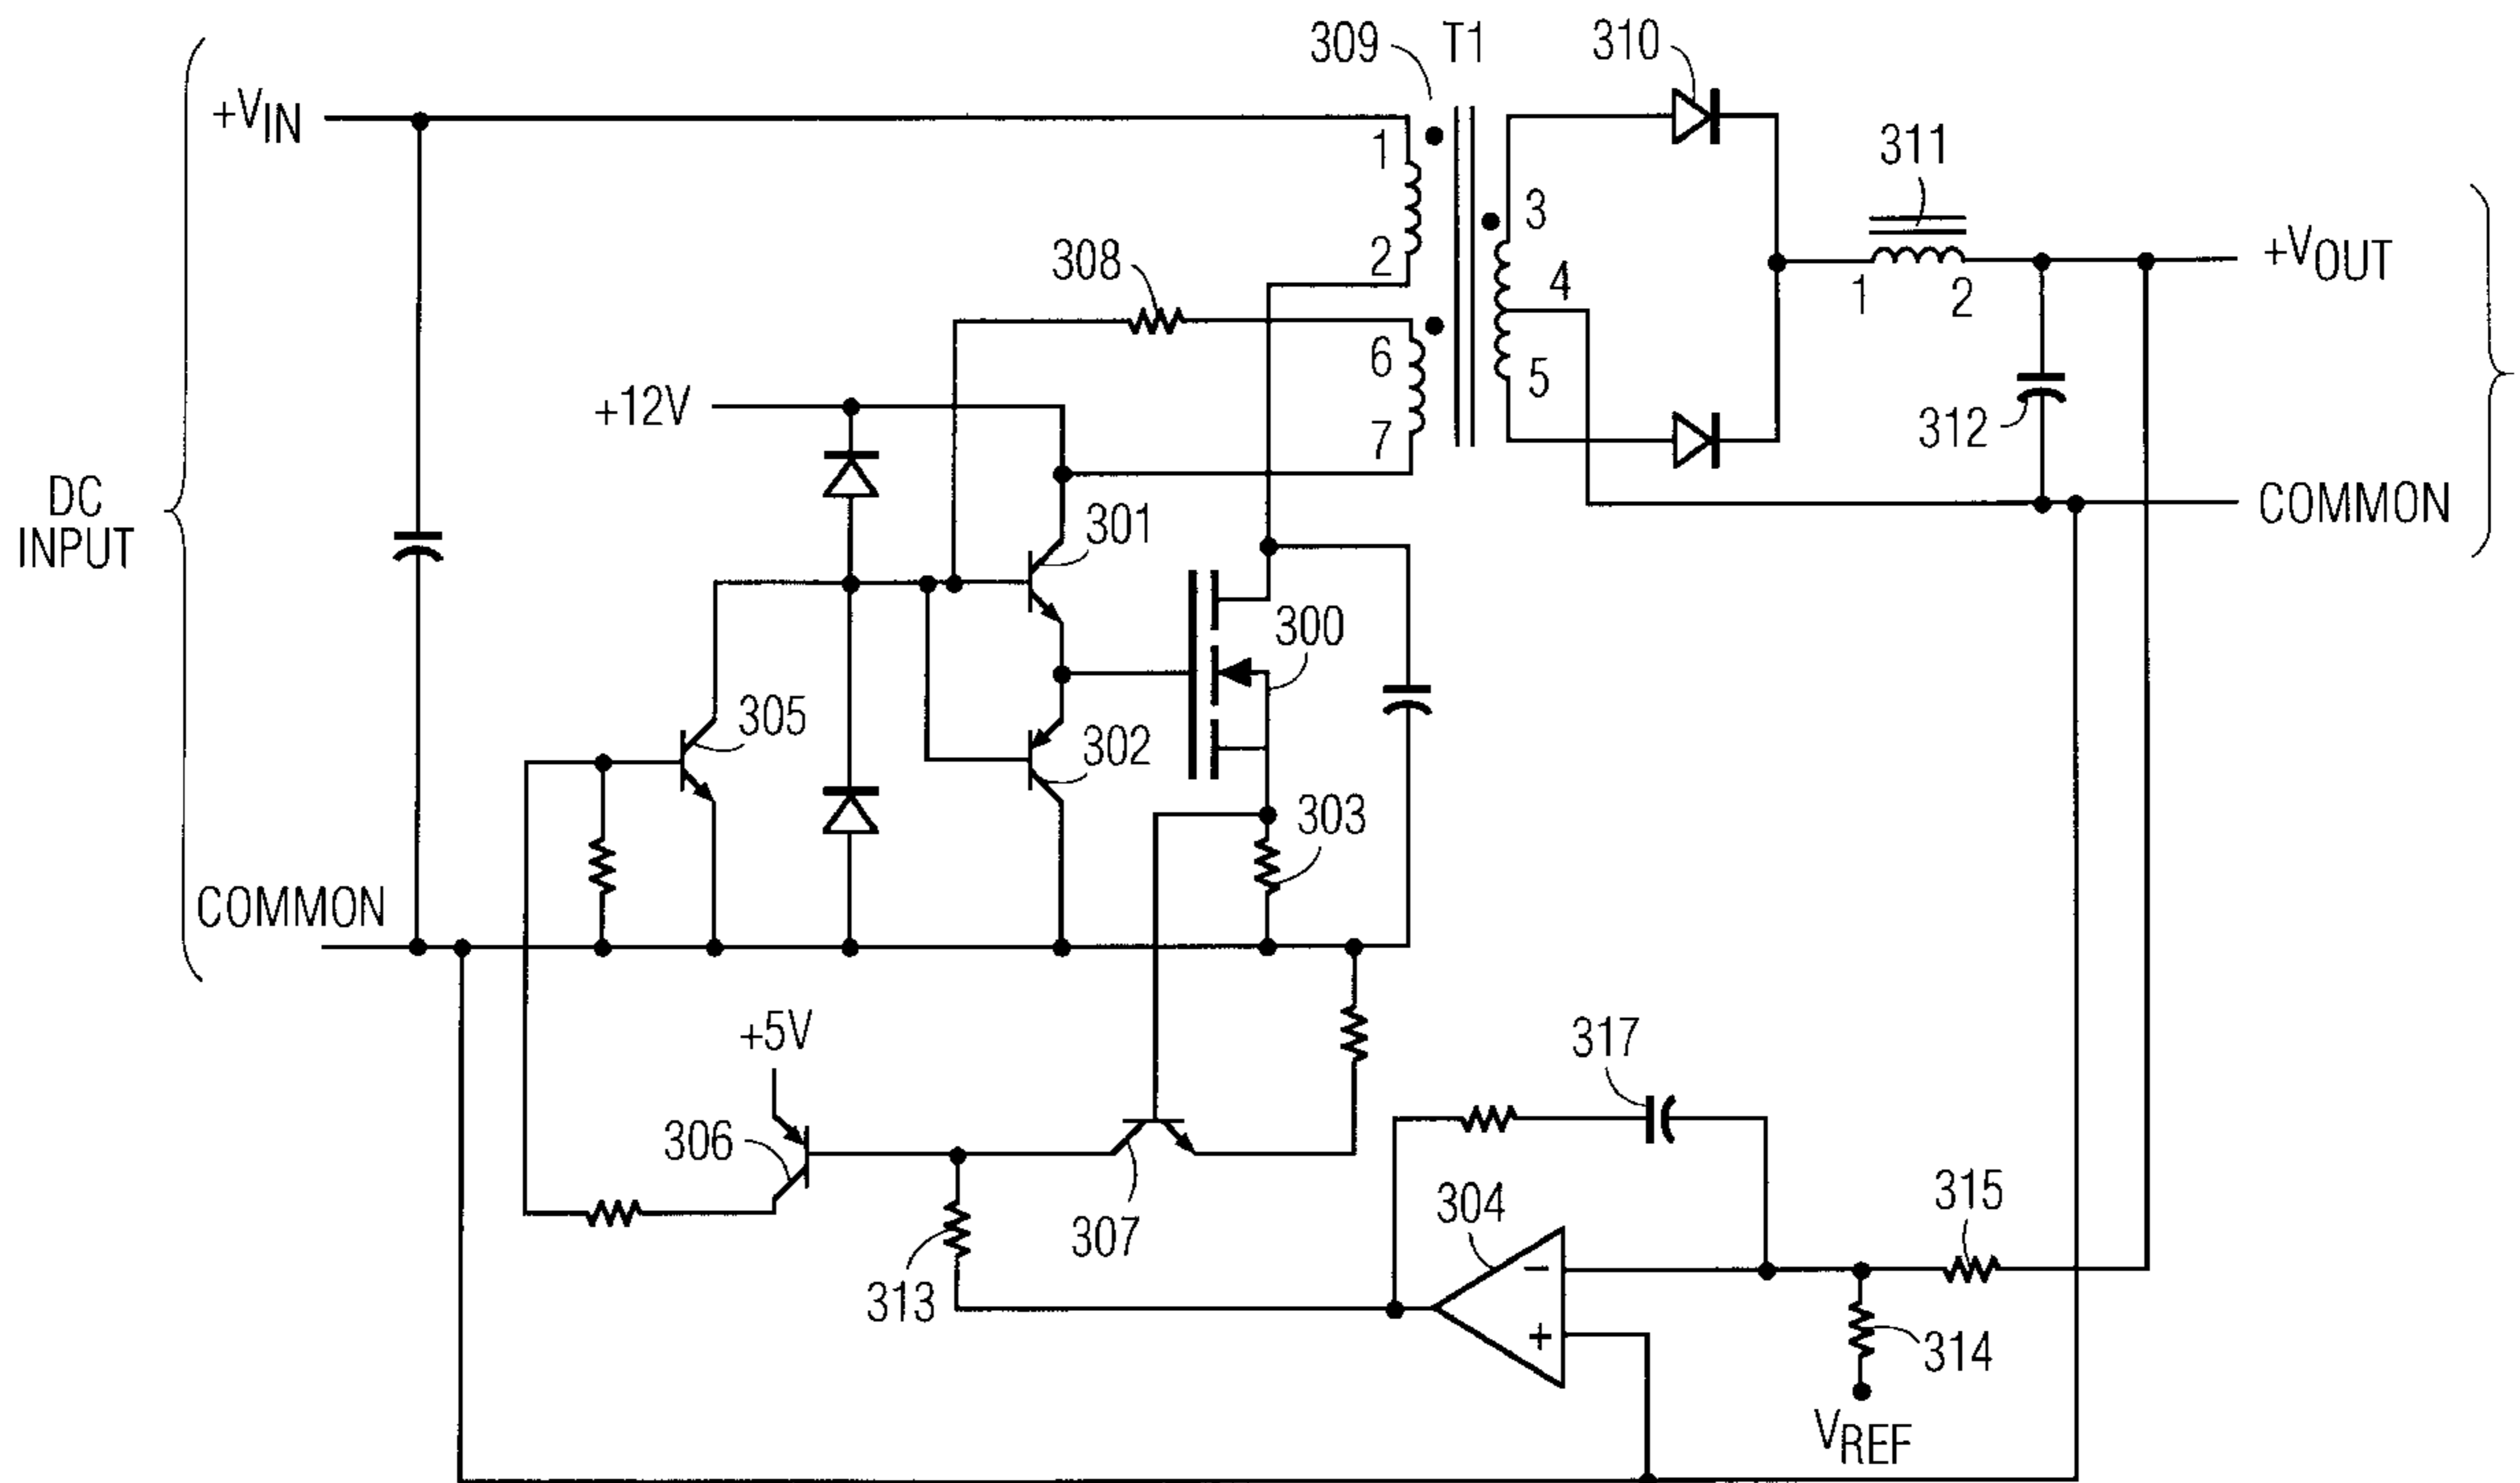 309 T1 310
+VIN
1
311
3
308
2
4
+VOUT
1 2
6
5
+12V
7
312
DC
INPUT
301
COMMON
300
305
302
303
COMMON
+5V
317
306
304
315
307
−
313
+
314
VREF